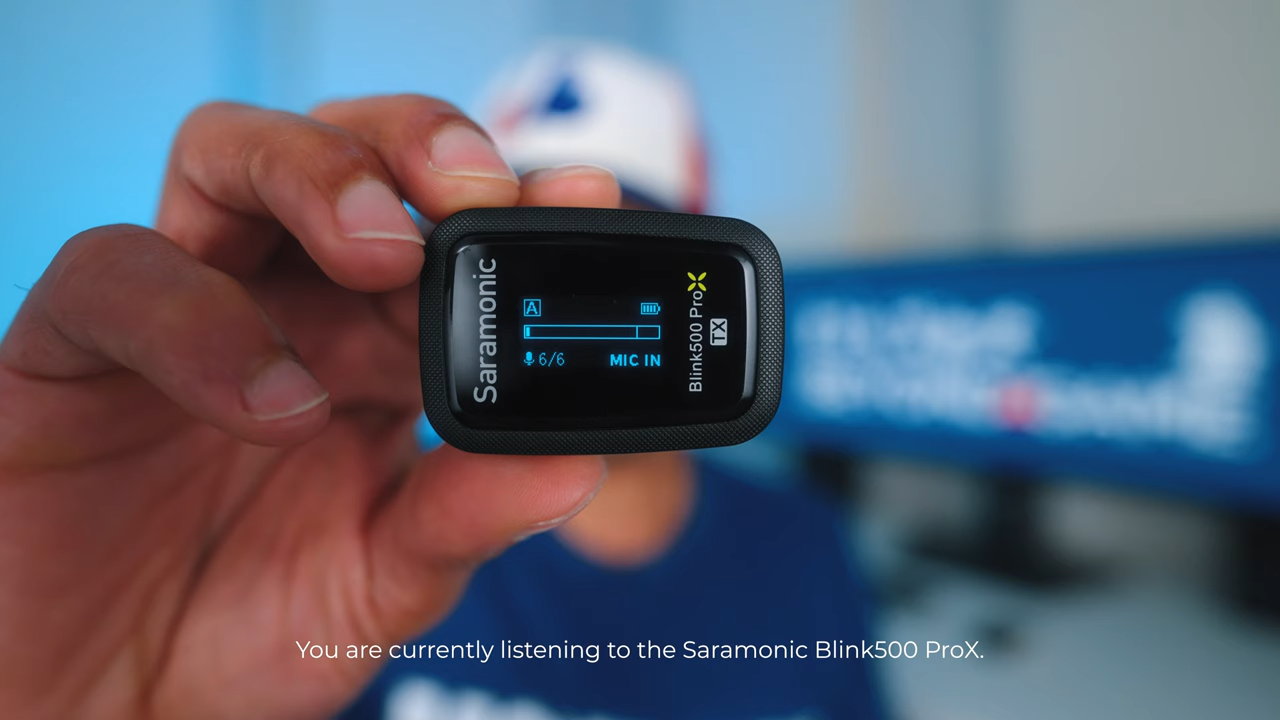 Saramonic
A
6/6
MIC IN
Blink500 ProX
TX
You are currently listening to the Saramonic Blink500 ProX.